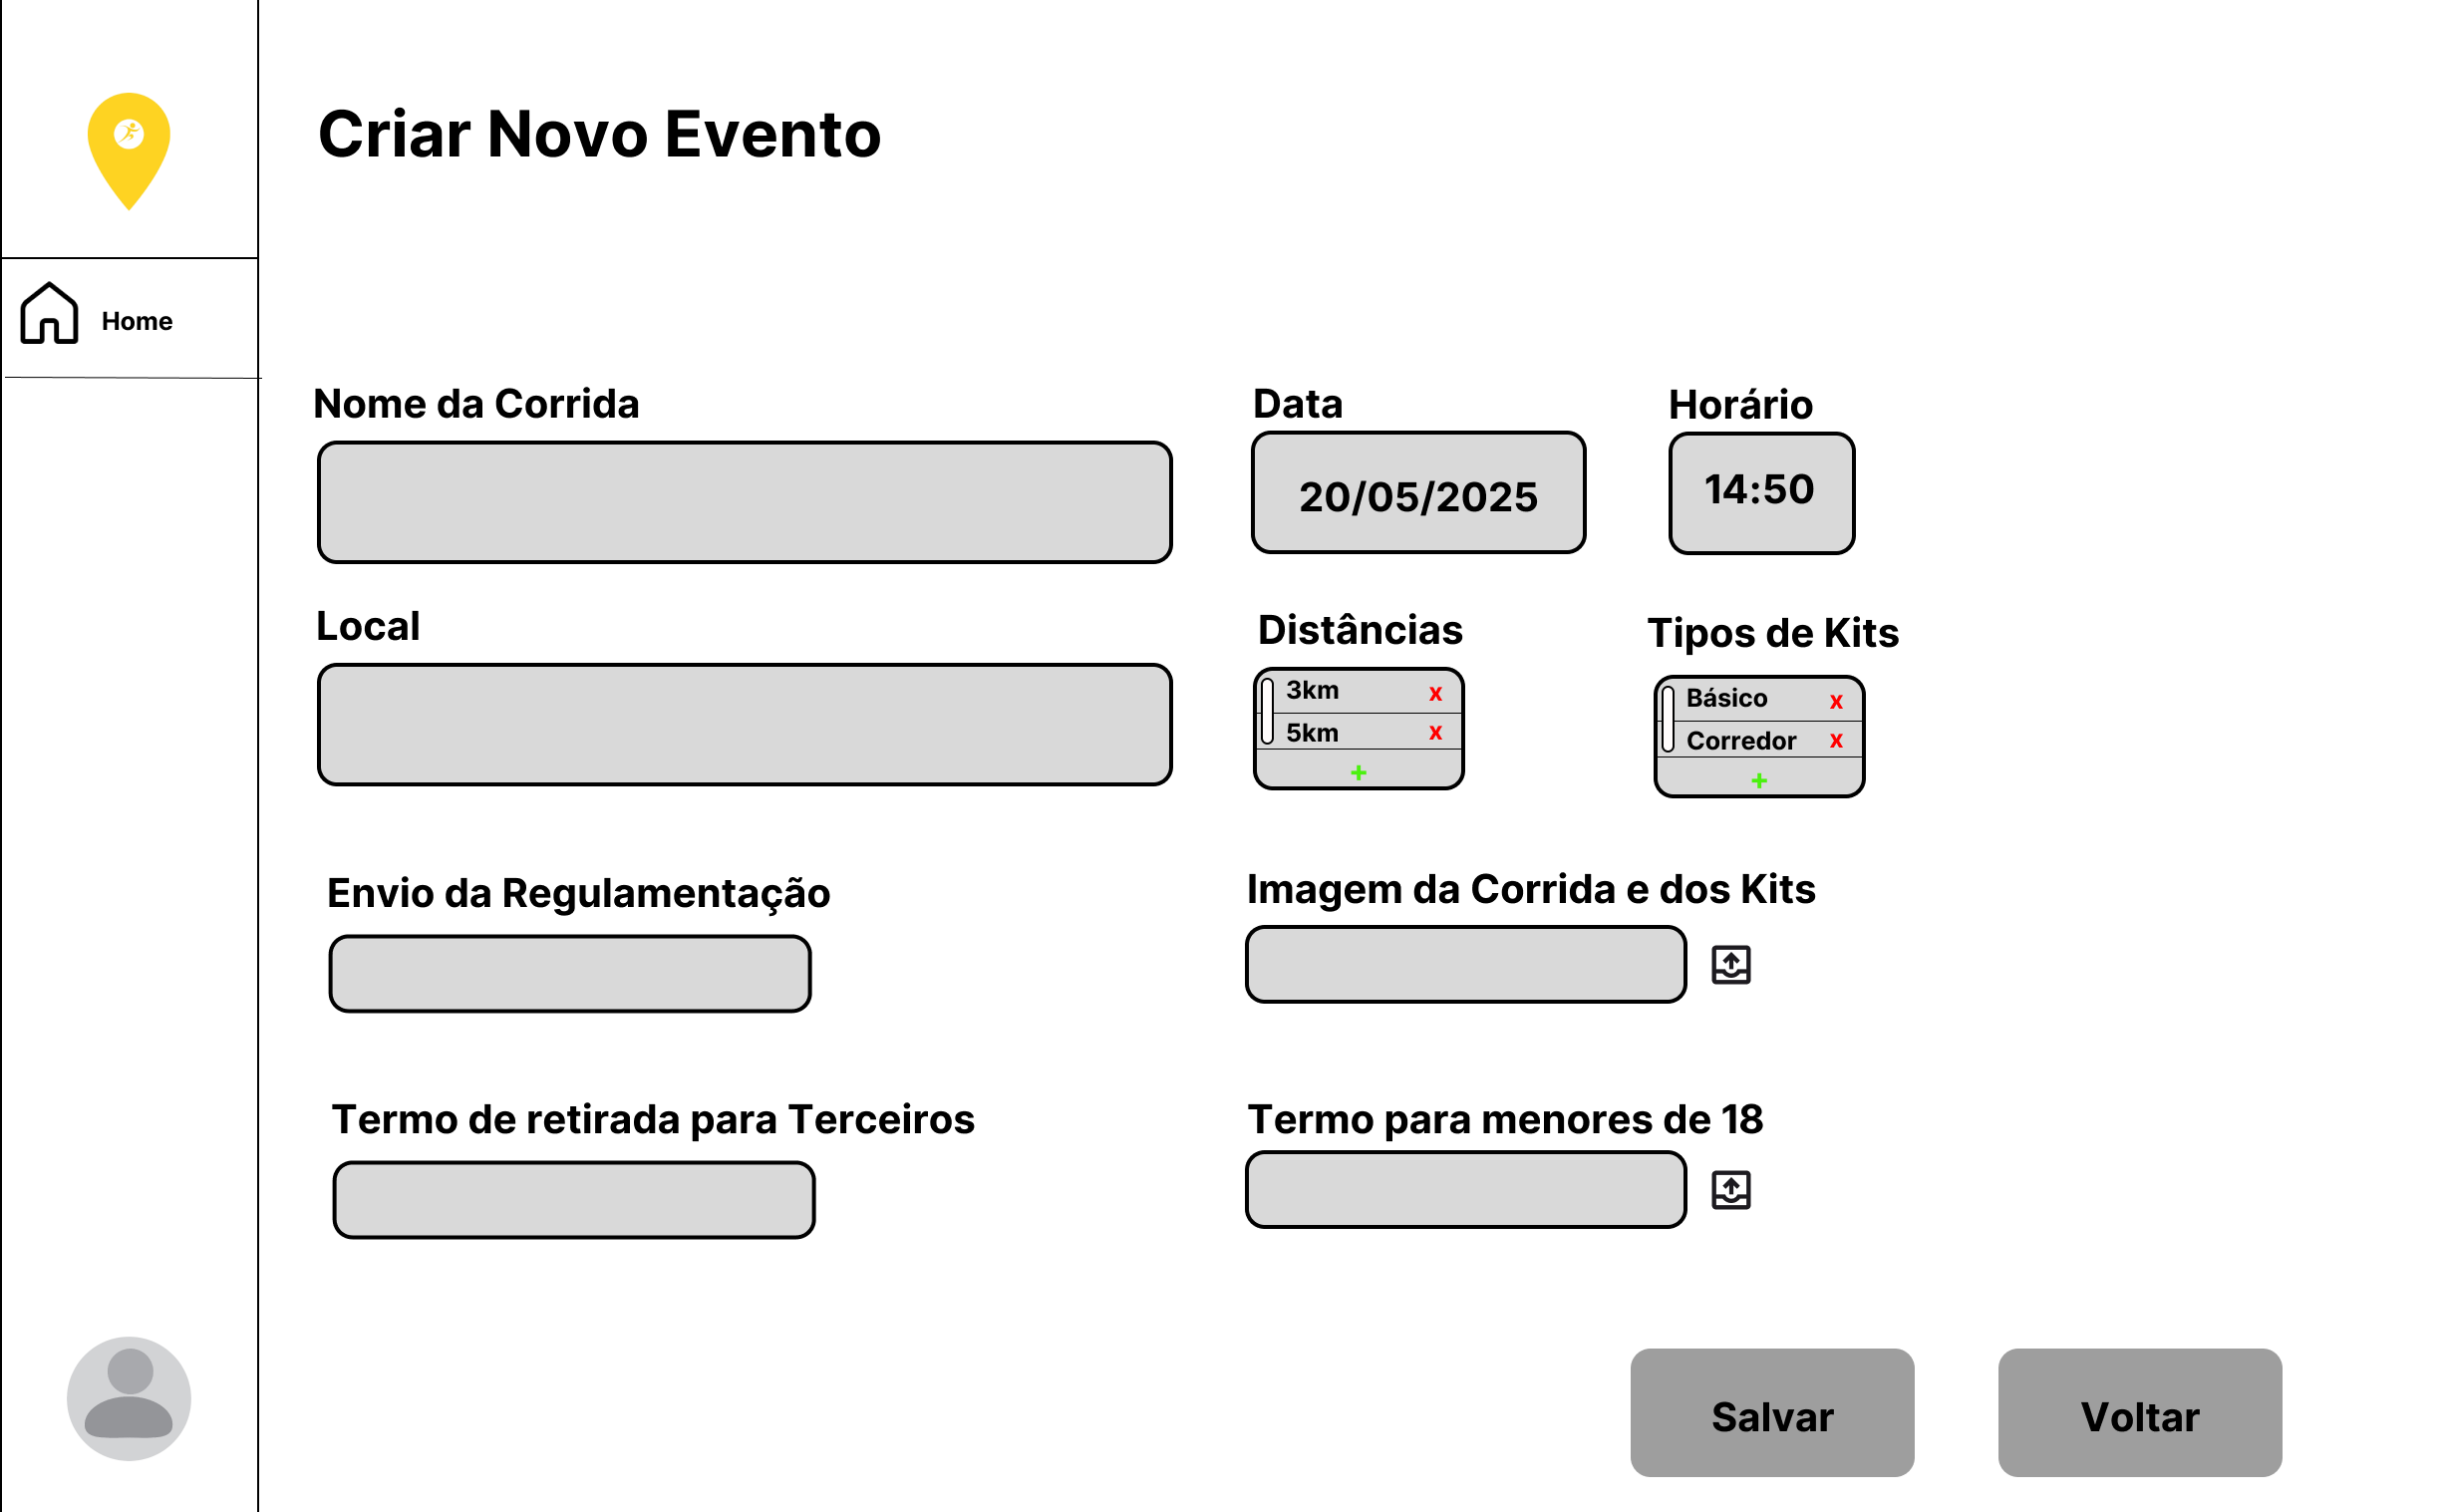 Criar Novo Evento
Home
Nome da Corrida
Data
Horário
20/05/2025
14:50
Local
Distâncias
Tipos de Kits
3km x
5km x
+
Básico x
Corredor x
+
Envio da Regulamentação
Imagem da Corrida e dos Kits
Termo de retirada para Terceiros
Termo para menores de 18
Salvar
Voltar